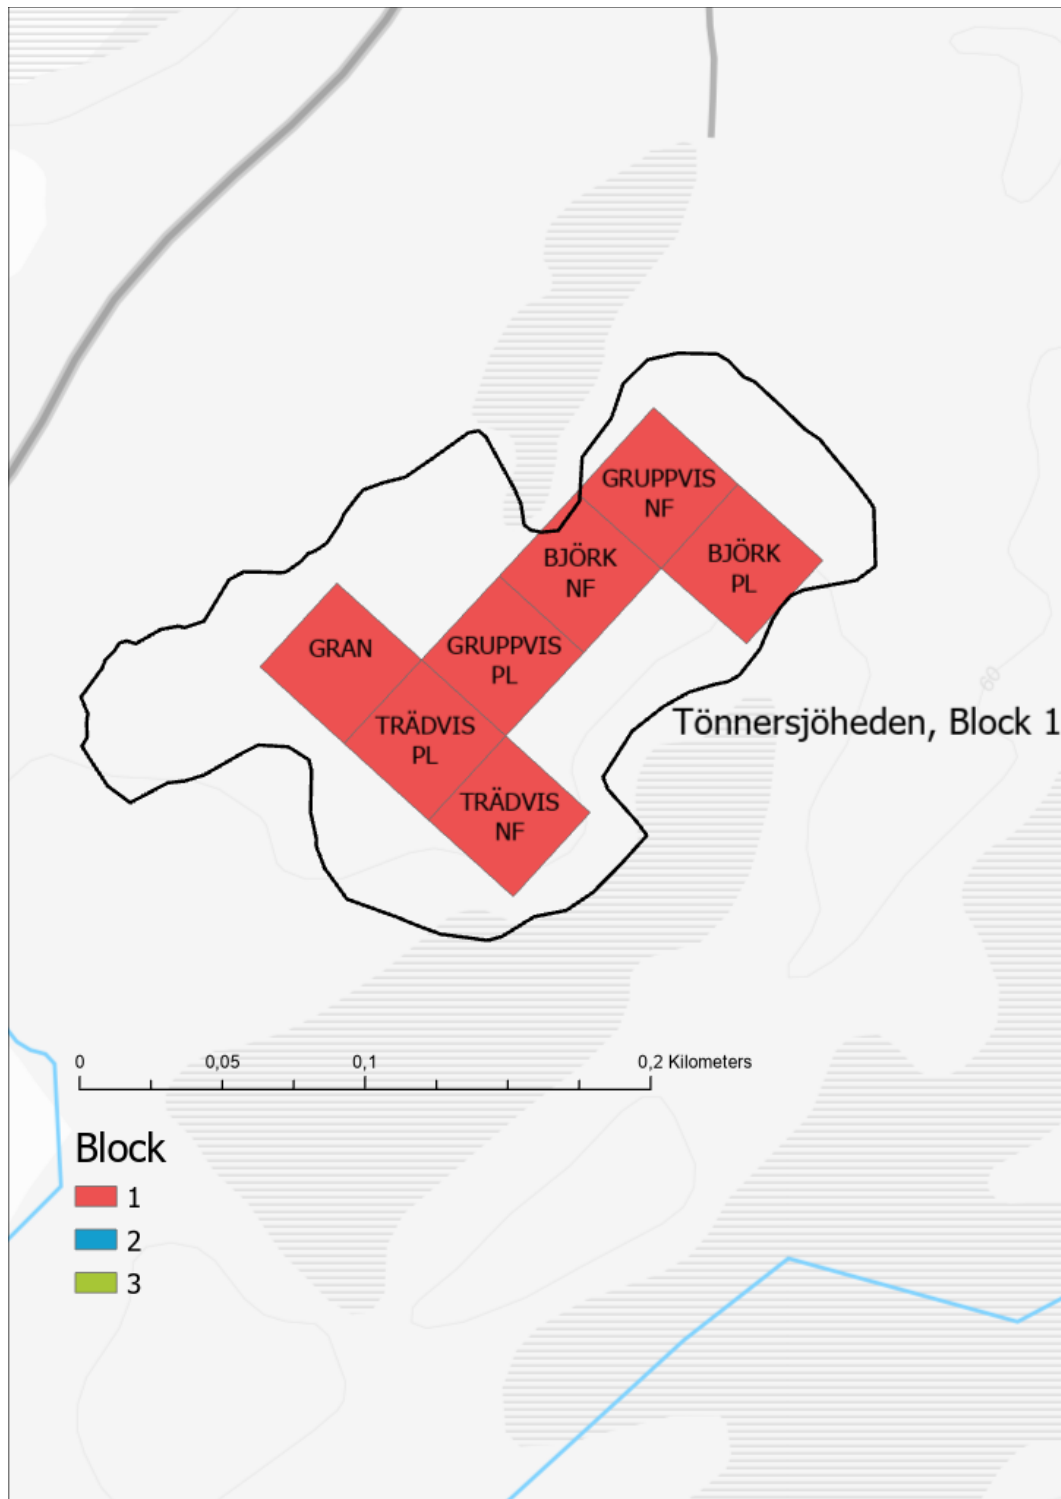 GRUPPVIS
NF
BJÖRK
NF
BJÖRK
PL
GRAN
GRUPPVIS
PL
TRÄDVIS
PL
TRÄDVIS
NF
60
Tönnersjöheden, Block 1
0 0,05 0,1 0,2 Kilometers
Block
1
2
3